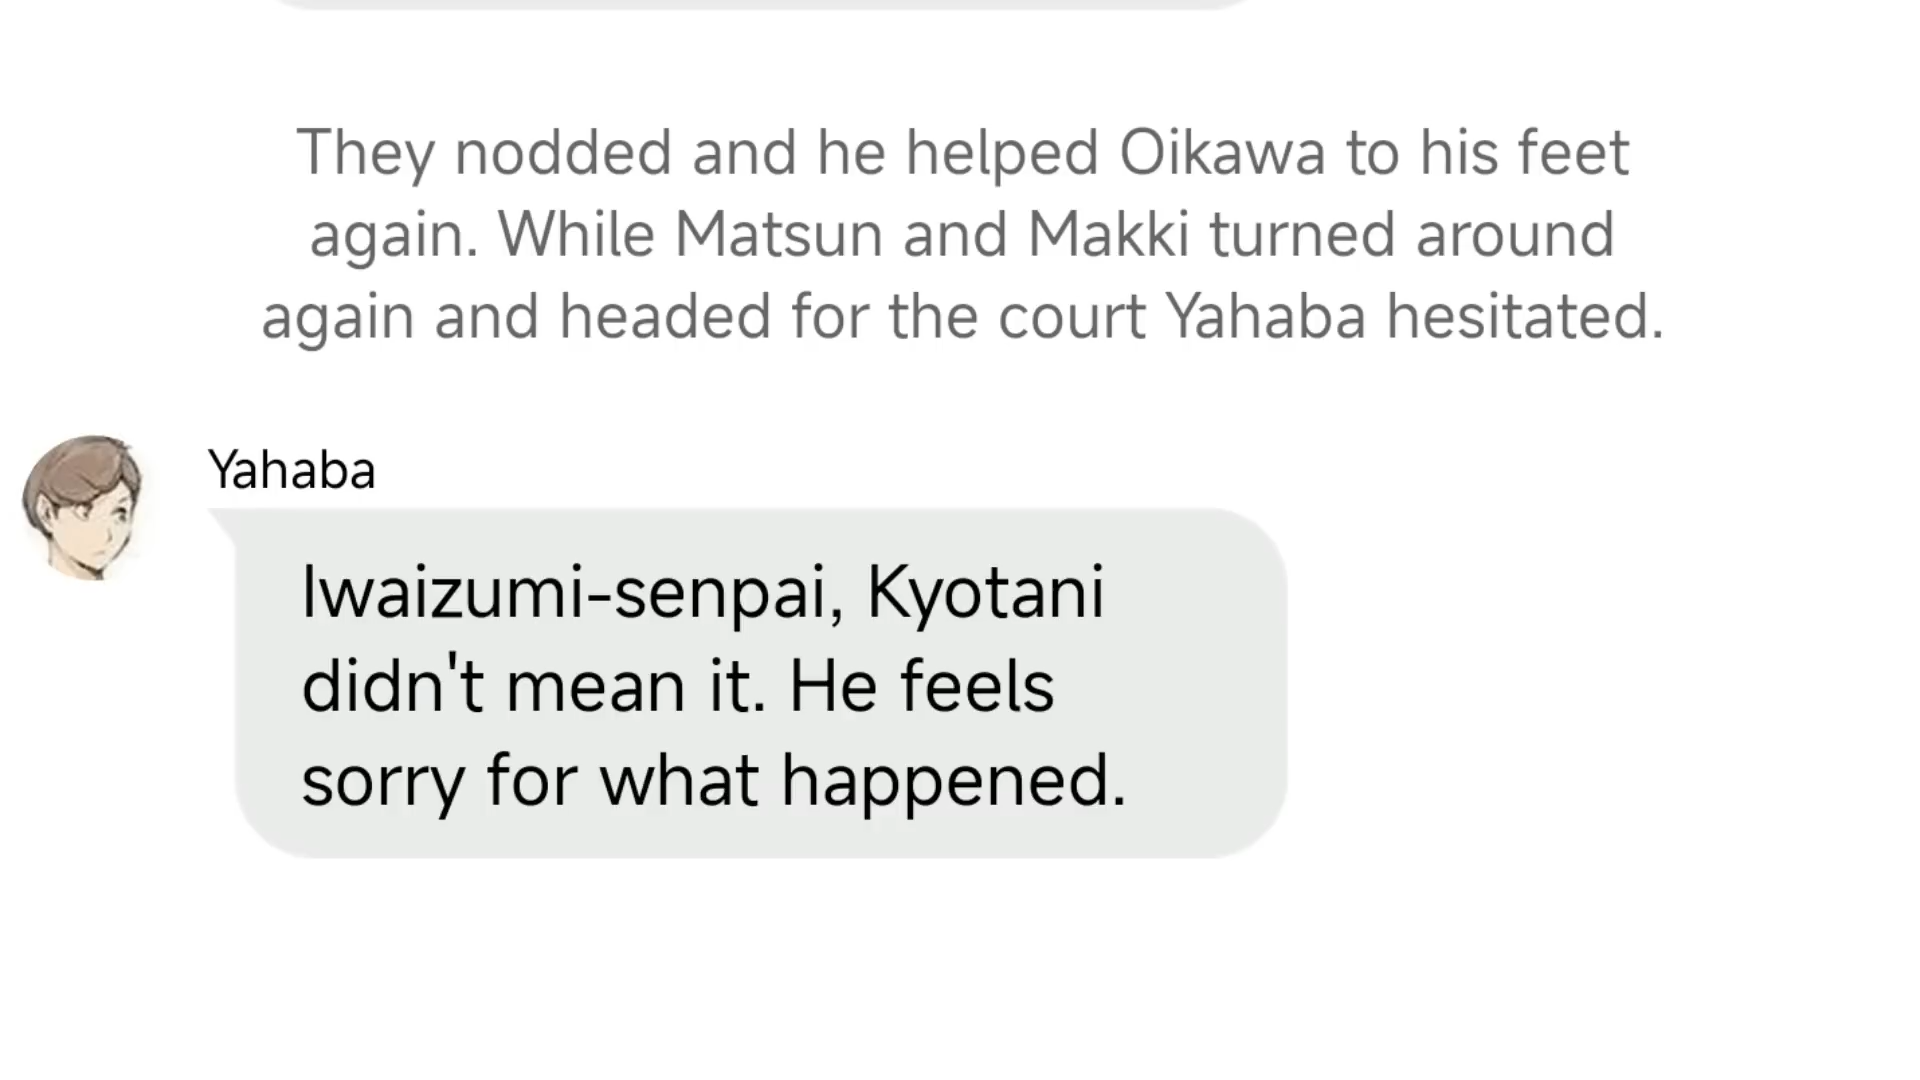 They nodded and he helped Oikawa to his feet
again. While Matsun and Makki turned around
again and headed for the court Yahaba hesitated.
Yahaba
Iwaizumi-senpai, Kyotani
didn't mean it. He feels
sorry for what happened.